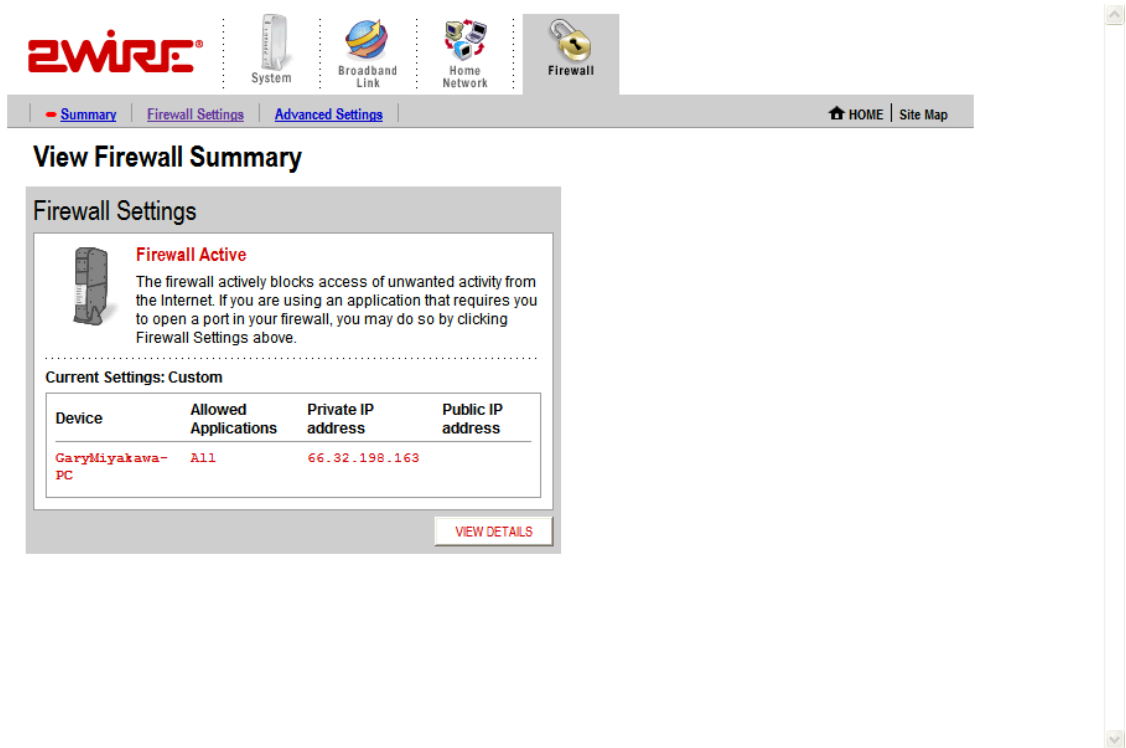 2WIRE®
System
Broadband
Link
Home
Network
Firewall
Summary
Firewall Settings
Advanced Settings
HOME
Site Map
View Firewall Summary
Firewall Settings
Firewall Active
The firewall actively blocks access of unwanted activity from
the Internet. If you are using an application that requires you
to open a port in your firewall, you may do so by clicking
Firewall Settings above.
Current Settings: Custom
Device
Allowed
Applications
Private IP
address
Public IP
address
GaryMiyakawa-
PC
All
66.32.198.163
VIEW DETAILS